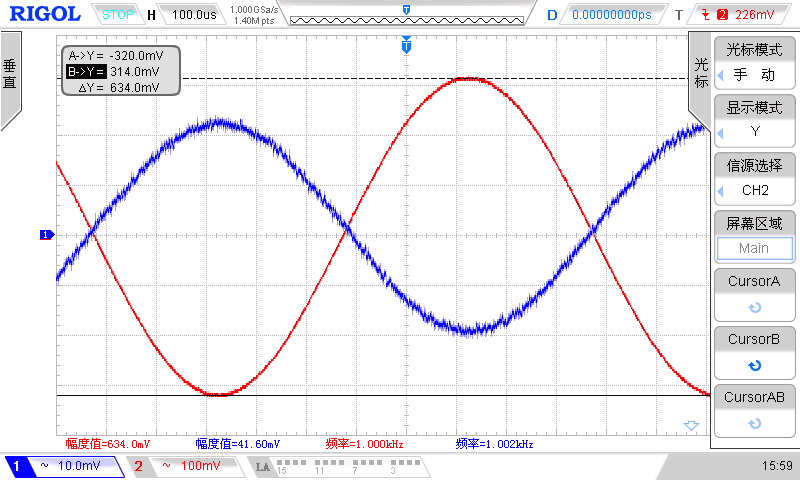 RIGOL STOP H 100.0us 1.000GSa/s D 0.00000000ps T 2 226mV
1.40M pts
T
垂直
A->Y= -320.0mV
B->Y= 314.0mV
ΔY= 634.0mV
光标
光标模式
手 动
显示模式
Y
信源选择
CH2
屏幕区域
Main
CursorA
CursorB
CursorAB
1
幅度值=634.0mV 幅度值=41.60mV 频率=1.000kHz 频率=1.002kHz
1 ~ 10.0mV 2 ~ 100mV LA 15 11 7 3 15:59